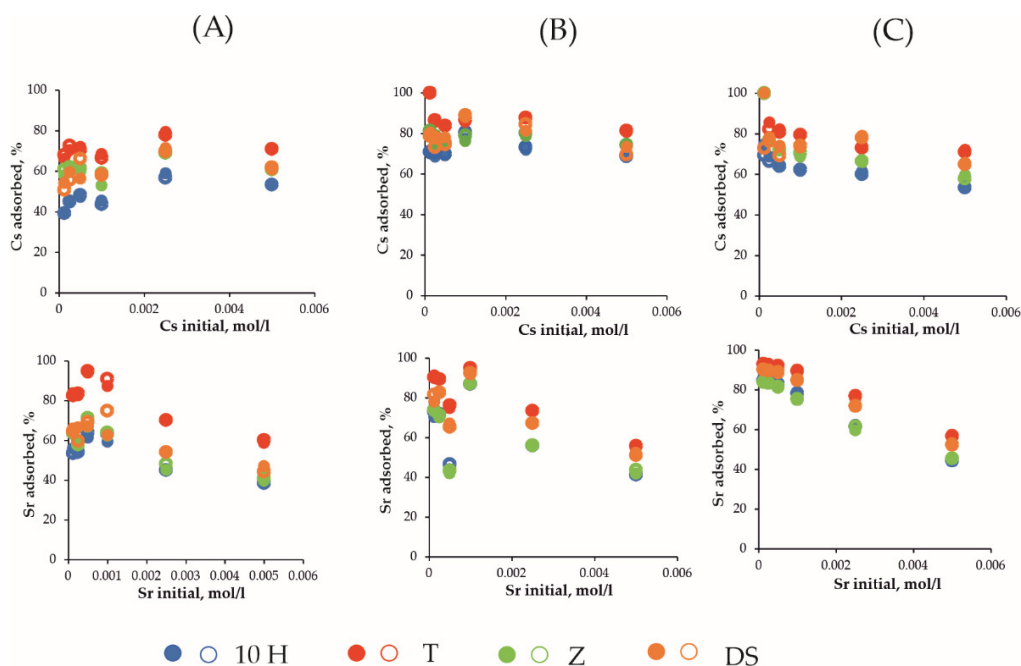 (A) (B) (C)
100
80
60
40
20
0
Cs adsorbed, %
0 0.002 0.004 0.006
Cs initial, mol/l
100
80
60
40
20
0
Cs adsorbed, %
0 0.002 0.004 0.006
Cs initial, mol/l
100
80
60
40
20
0
Cs adsorbed, %
0 0.002 0.004 0.006
Cs initial, mol/l
100
80
60
40
20
0
Sr adsorbed, %
0 0.001 0.002 0.003 0.004 0.005 0.006
Sr initial, mol/l
100
80
60
40
20
0
Sr adsorbed, %
0 0.002 0.004 0.006
Sr initial, mol/l
100
80
60
40
20
0
Sr adsorbed, %
0 0.002 0.004 0.006
Sr initial, mol/l
10 H T Z DS